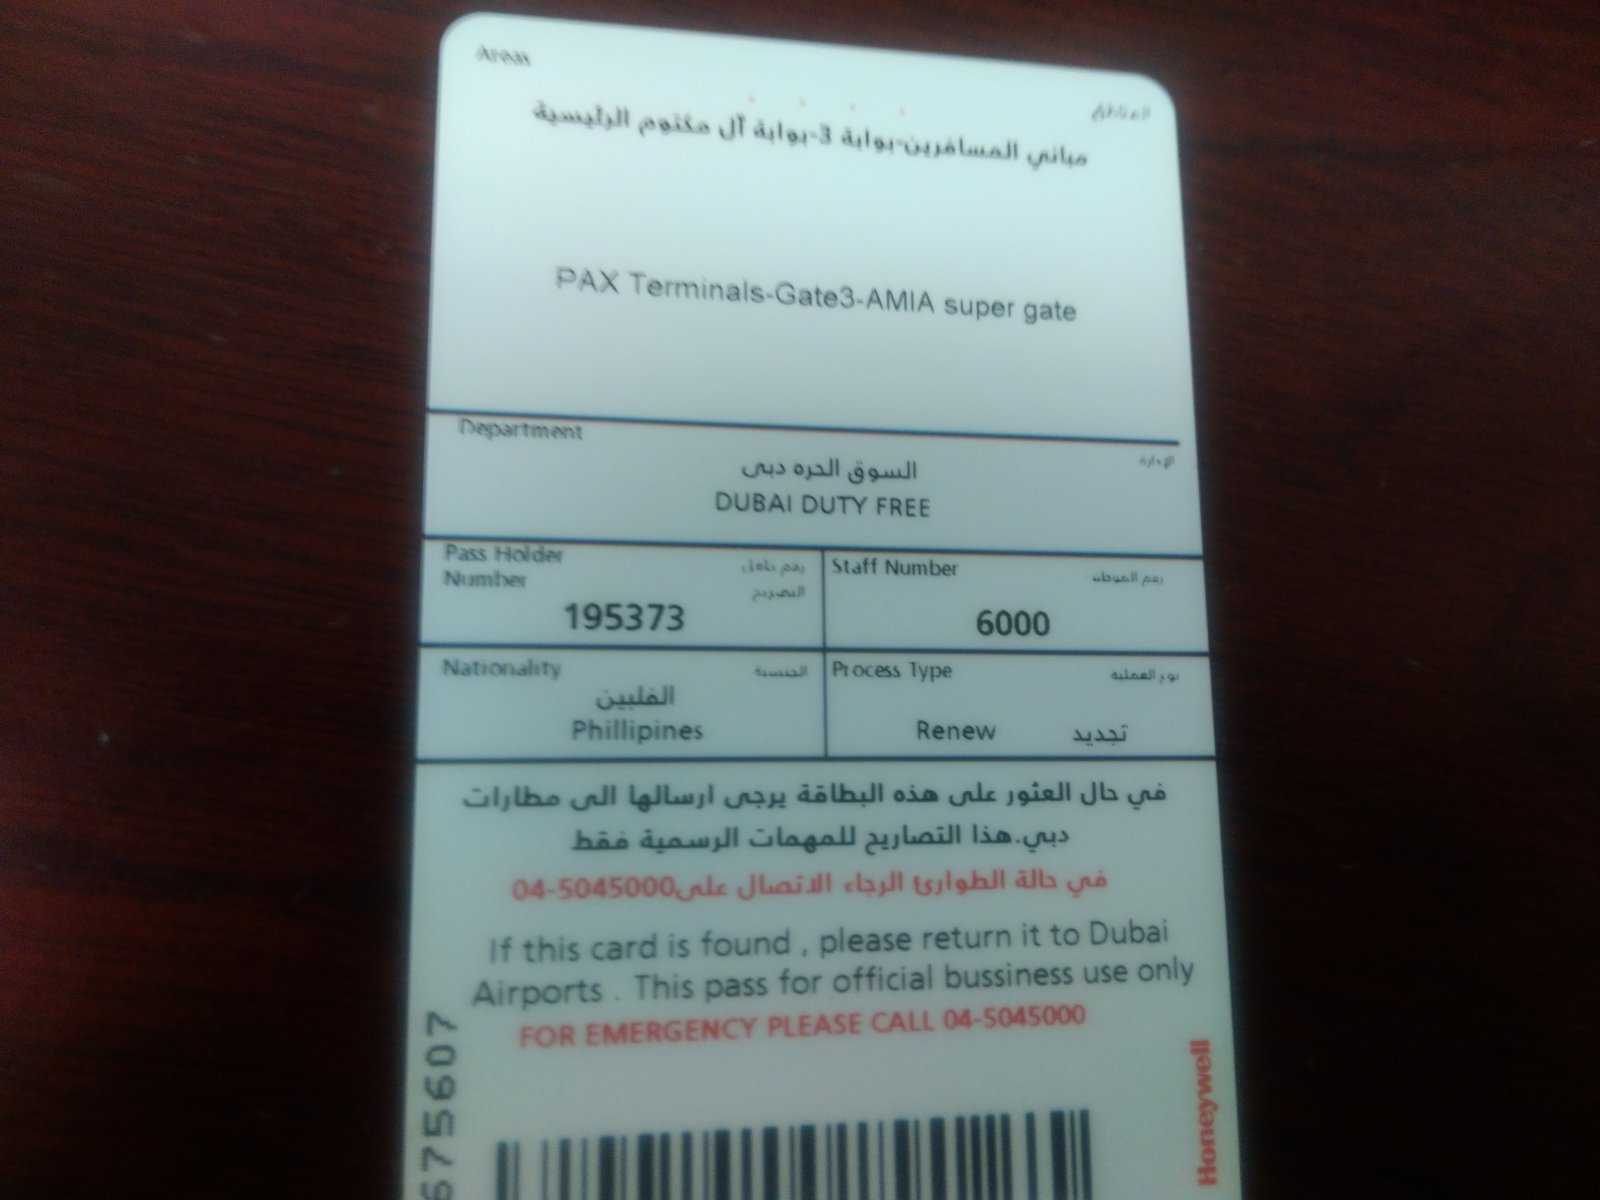 Areas
المناطق
مباني المسافرين-بوابة 3-بوابة آل مكتوم الرئيسية
PAX Terminals-Gate3-AMIA super gate
Department
الإدارة
السوق الحره دبى
DUBAI DUTY FREE
Pass Holder
Number
رقم حامل
التصريح
195373
Staff Number
رقم الموظف
6000
Nationality
الجنسية
الفلبين
Phillipines
Process Type
نوع العملية
Renew تجديد
في حال العثور على هذه البطاقة يرجى ارسالها الى مطارات
دبي.هذا التصاريح للمهمات الرسمية فقط
في حالة الطوارئ الرجاء الاتصال على04-5045000
If this card is found , please return it to Dubai
Airports . This pass for official bussiness use only
FOR EMERGENCY PLEASE CALL 04-5045000
675607
Honeywell